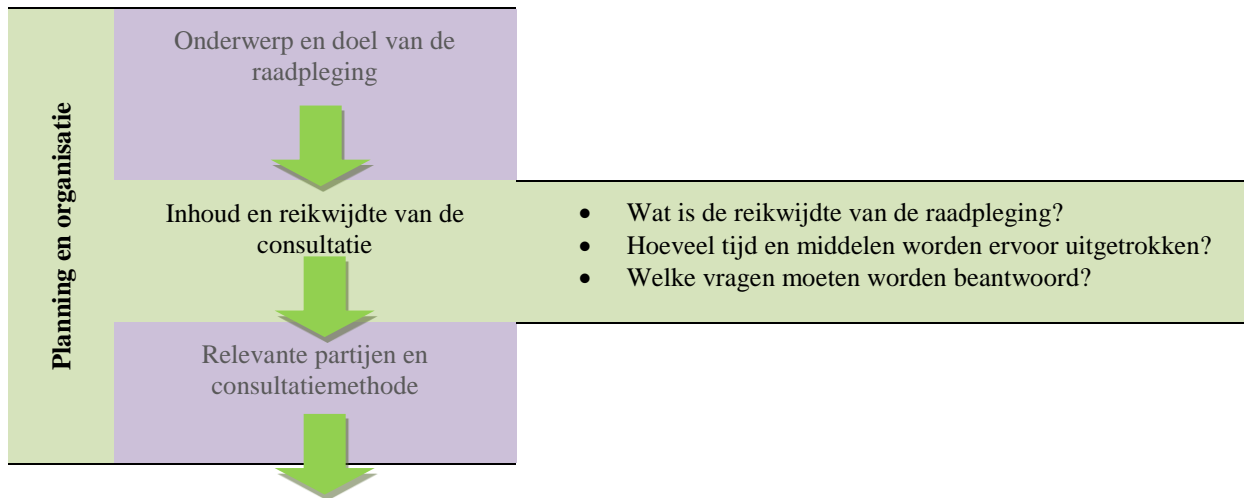 Planning en organisatie
Onderwerp en doel van de
raadpleging
Inhoud en reikwijdte van de
consultatie
• Wat is de reikwijdte van de raadpleging?
• Hoeveel tijd en middelen worden ervoor uitgetrokken?
• Welke vragen moeten worden beantwoord?
Relevante partijen en
consultatiemethode